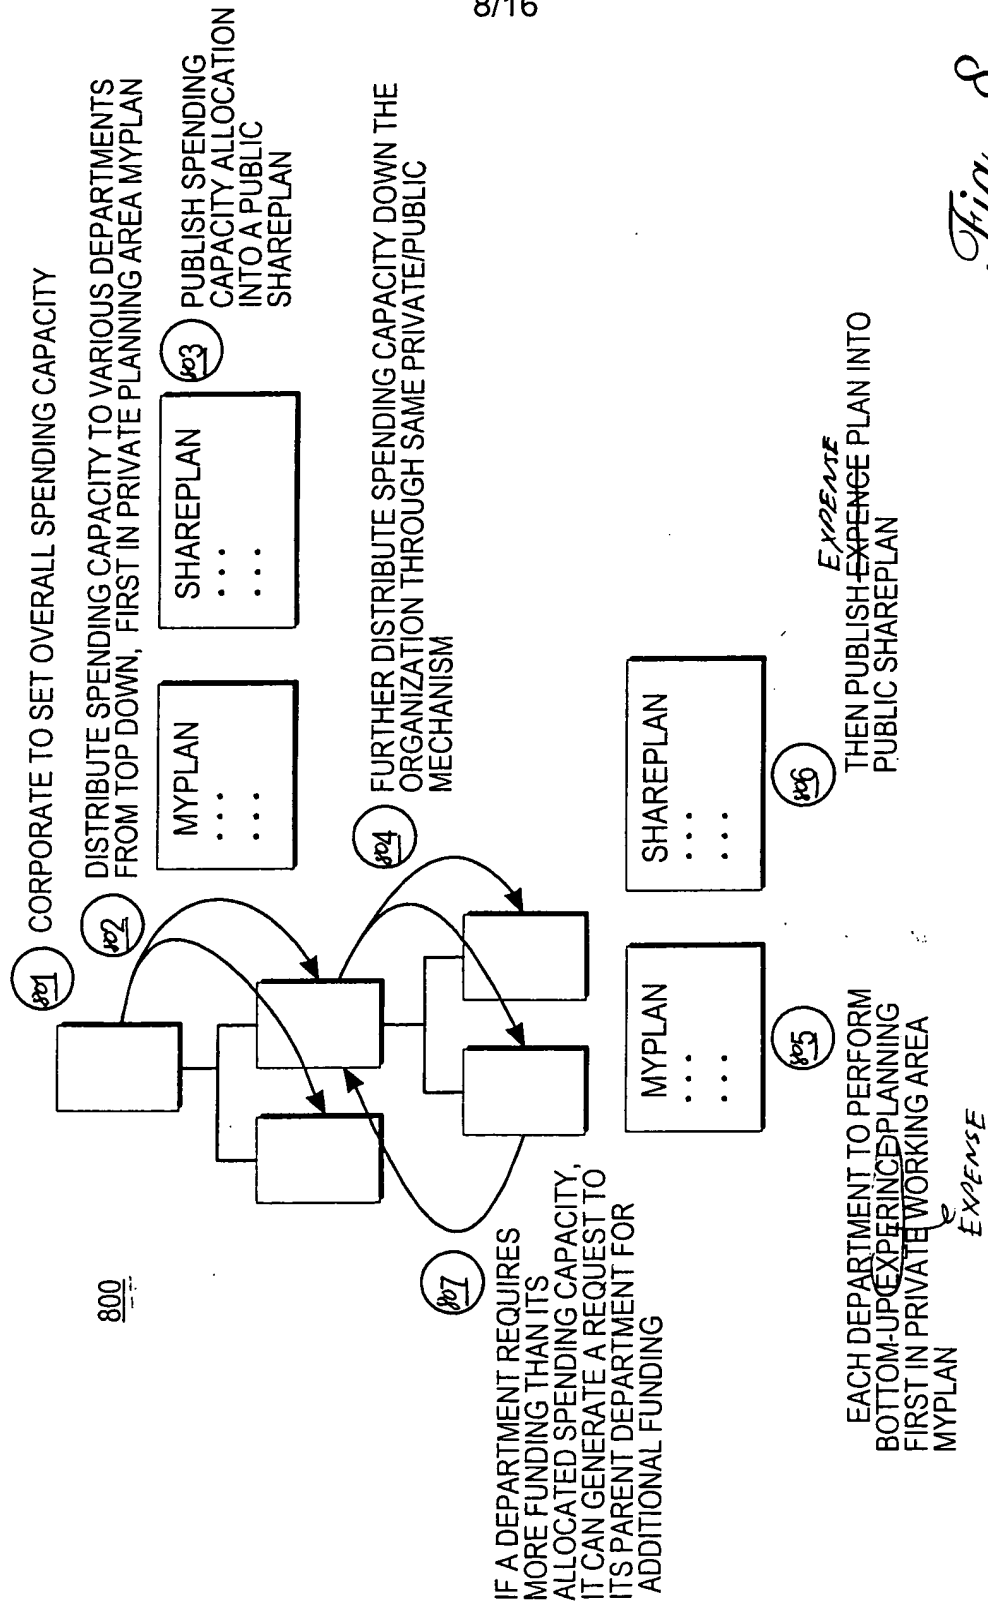 8/16
800
801
CORPORATE TO SET OVERALL SPENDING CAPACITY
802
DISTRIBUTE SPENDING CAPACITY TO VARIOUS DEPARTMENTS
FROM TOP DOWN, FIRST IN PRIVATE PLANNING AREA MYPLAN
MYPLAN
. . .
. . .
SHAREPLAN
. . .
. . .
803
PUBLISH SPENDING
CAPACITY ALLOCATION
INTO A PUBLIC
SHAREPLAN
804
FURTHER DISTRIBUTE SPENDING CAPACITY DOWN THE
ORGANIZATION THROUGH SAME PRIVATE/PUBLIC
MECHANISM
807
IF A DEPARTMENT REQUIRES
MORE FUNDING THAN ITS
ALLOCATED SPENDING CAPACITY,
IT CAN GENERATE A REQUEST TO
ITS PARENT DEPARTMENT FOR
ADDITIONAL FUNDING
MYPLAN
. . .
. . .
SHAREPLAN
. . .
. . .
805
EACH DEPARTMENT TO PERFORM
BOTTOM-UP EXPERINCE PLANNING
FIRST IN PRIVATE WORKING AREA
MYPLAN
EXPENSE
806
EXPENSE
THEN PUBLISH EXPENCE PLAN INTO
PUBLIC SHAREPLAN
Fig. 8